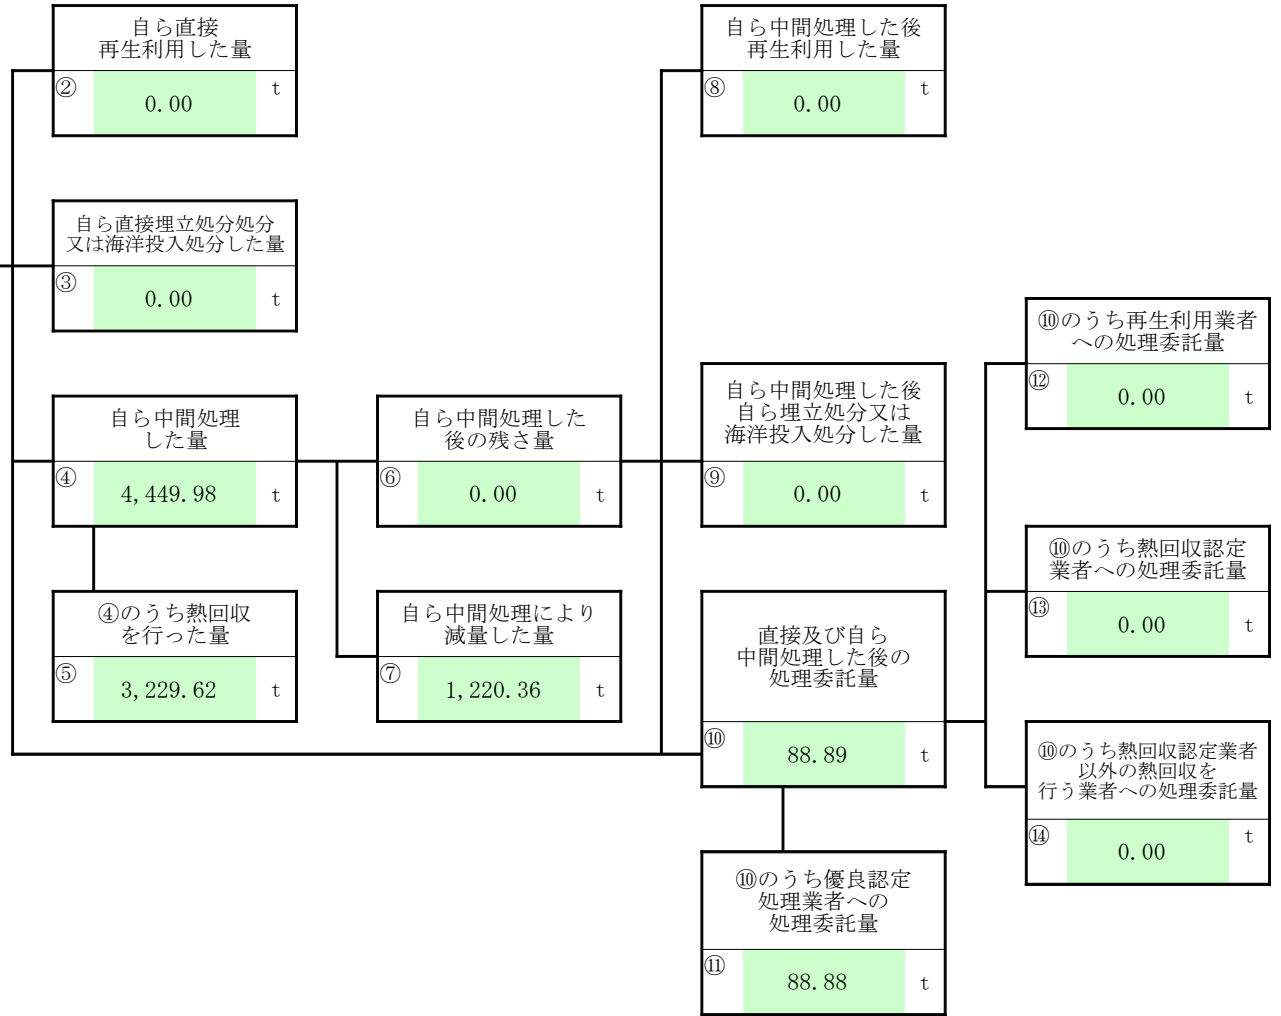 自ら直接
再生利用した量
②
0.00
t
自ら中間処理した後
再生利用した量
⑧
0.00
t
自ら直接埋立処分処分
又は海洋投入処分した量
③
0.00
t
⑩のうち再生利用業者
への処理委託量
⑫
0.00
t
自ら中間処理
した量
④
4,449.98
t
自ら中間処理した
後の残さ量
⑥
0.00
t
自ら中間処理した後
自ら埋立処分又は
海洋投入処分した量
⑨
0.00
t
⑩のうち熱回収認定
業者への処理委託量
⑬
0.00
t
④のうち熱回収
を行った量
⑤
3,229.62
t
自ら中間処理により
減量した量
⑦
1,220.36
t
直接及び自ら
中間処理した後の
処理委託量
⑩
88.89
t
⑩のうち熱回収認定業者
以外の熱回収を
行う業者への処理委託量
⑭
0.00
t
⑩のうち優良認定
処理業者への
処理委託量
⑪
88.88
t